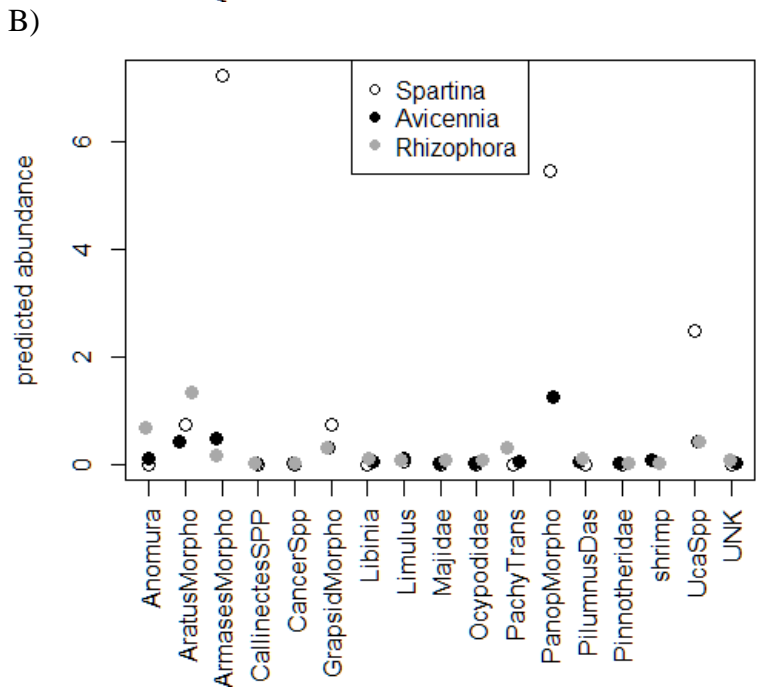 B)
Spartina
Avicennia
Rhizophora
predicted abundance
6
4
2
0
Anomura
AratusMorpho
ArmasesMorpho
CallinectesSPP
CancerSpp
GrapsidMorpho
Libinia
Limulus
Majidae
Ocypodidae
PachyTrans
PanopMorpho
PilumnusDas
Pinnotheridae
shrimp
UcaSpp
UNK